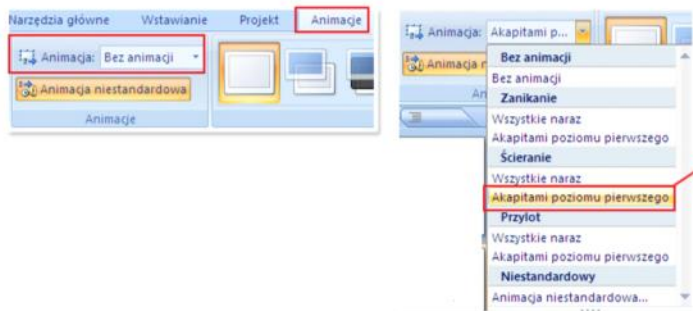 Narzędzia główne Wstawianie Projekt Animacje
Animacja: Bez animacji
Animacja niestandardowa
Animacje
Animacja: Akapitami p...
Animacja n
An
Bez animacji
Bez animacji
Zanikanie
Wszystkie naraz
Akapitami poziomu pierwszego
Ścieranie
Wszystkie naraz
Akapitami poziomu pierwszego
Przylot
Wszystkie naraz
Akapitami poziomu pierwszego
Niestandardowy
Animacja niestandardowa...